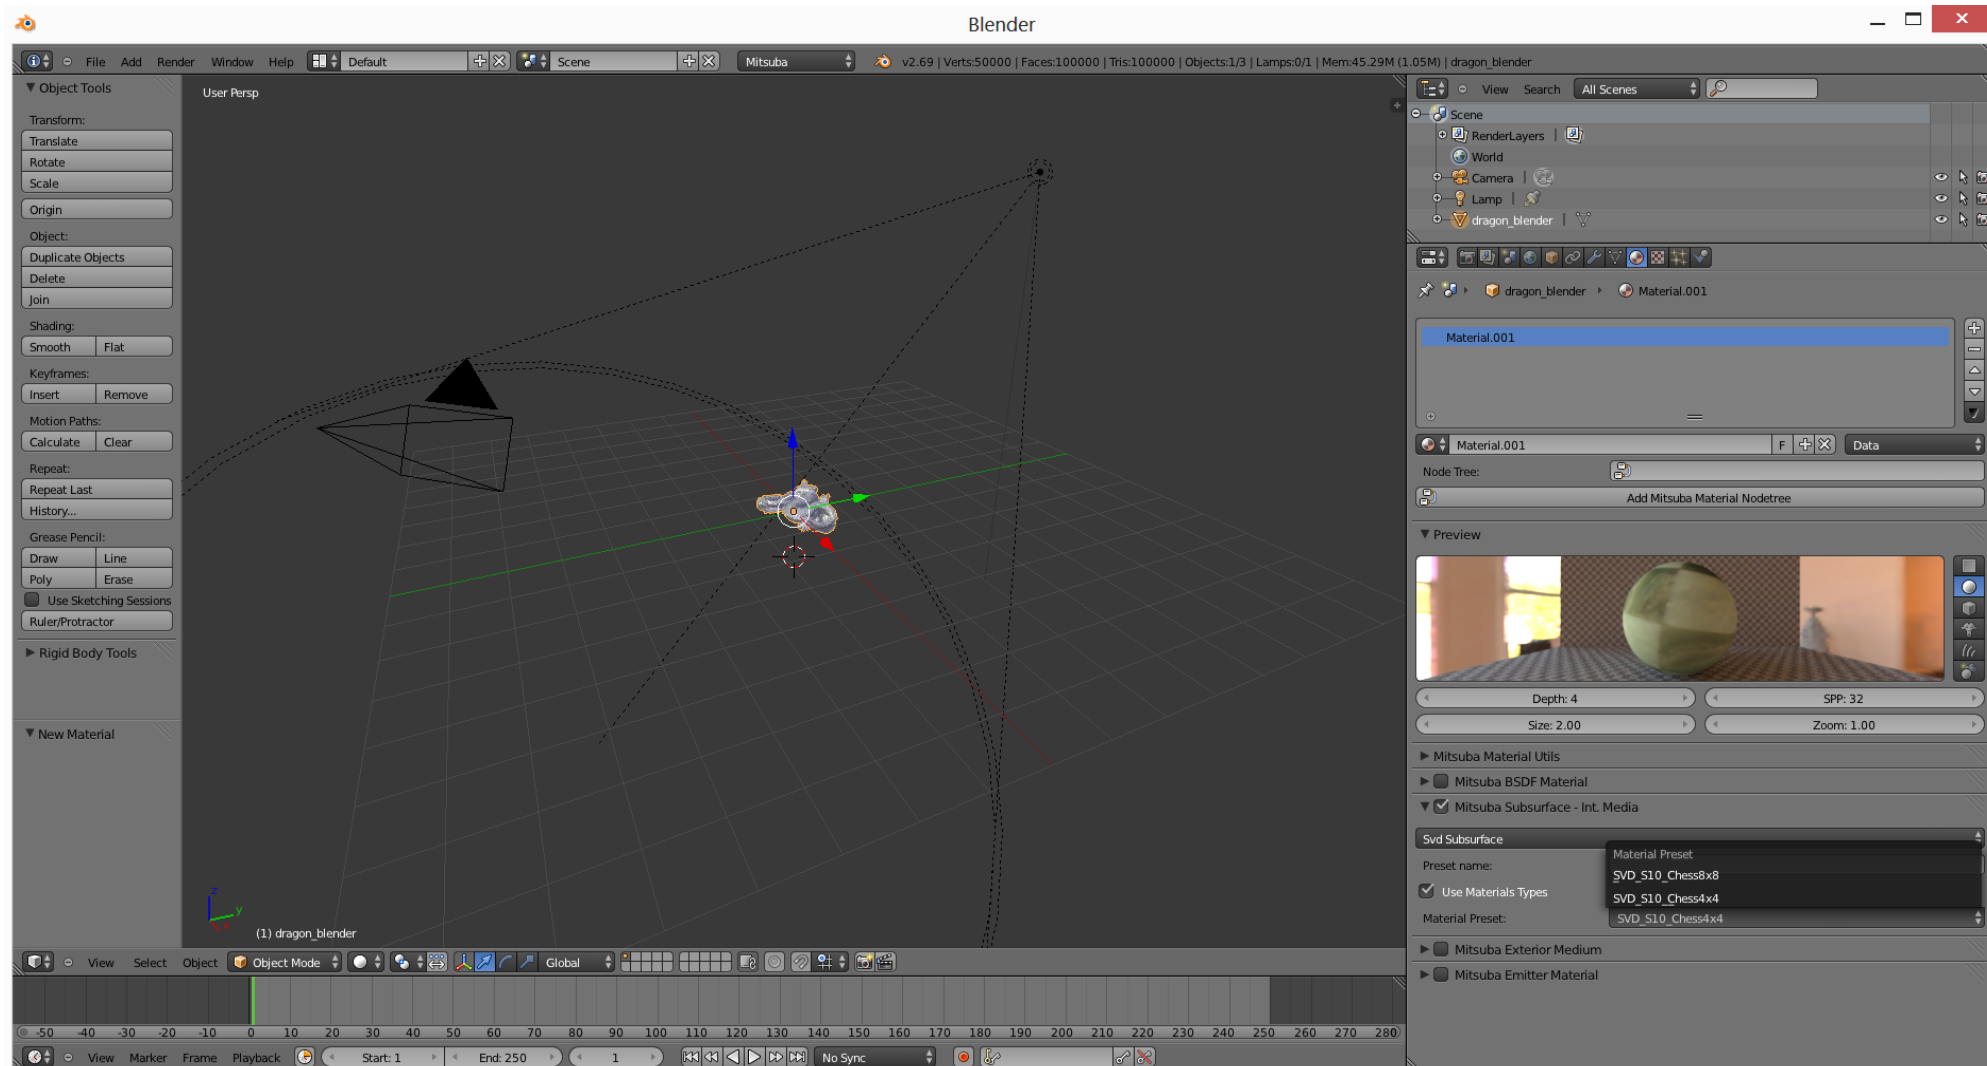 Blender
File Add Render Window Help Default Scene Mitsuba v2.69 | Verts:50000 | Faces:100000 | Tris:100000 | Objects:1/3 | Lamps:0/1 | Mem:45.29M (1.05M) | dragon_blender
Object Tools
Transform:
Translate
Rotate
Scale
Origin
Object:
Duplicate Objects
Delete
Join
Shading:
Smooth Flat
Keyframes:
Insert Remove
Motion Paths:
Calculate Clear
Repeat:
Repeat Last
History...
Grease Pencil:
Draw Line
Poly Erase
Use Sketching Sessions
Ruler/Protractor
Rigid Body Tools
New Material
User Persp
z
y
x
(1) dragon_blender
View Select Object Object Mode Global
-50 -40 -30 -20 -10 0 10 20 30 40 50 60 70 80 90 100 110 120 130 140 150 160 170 180 190 200 210 220 230 240 250 260 270 280
View Marker Frame Playback Start: 1 End: 250 1 No Sync
View Search All Scenes
Scene
RenderLayers
World
Camera
Lamp
dragon_blender
dragon_blender Material.001
Material.001
Material.001 F Data
Node Tree:
Add Mitsuba Material Nodetree
Preview
Depth: 4 SPP: 32
Size: 2.00 Zoom: 1.00
Mitsuba Material Utils
Mitsuba BSDF Material
Mitsuba Subsurface - Int. Media
Svd Subsurface
Material Preset
Preset name:
SVD_S10_Chess8x8
Use Materials Types
SVD_S10_Chess4x4
Material Preset: SVD_S10_Chess4x4
Mitsuba Exterior Medium
Mitsuba Emitter Material